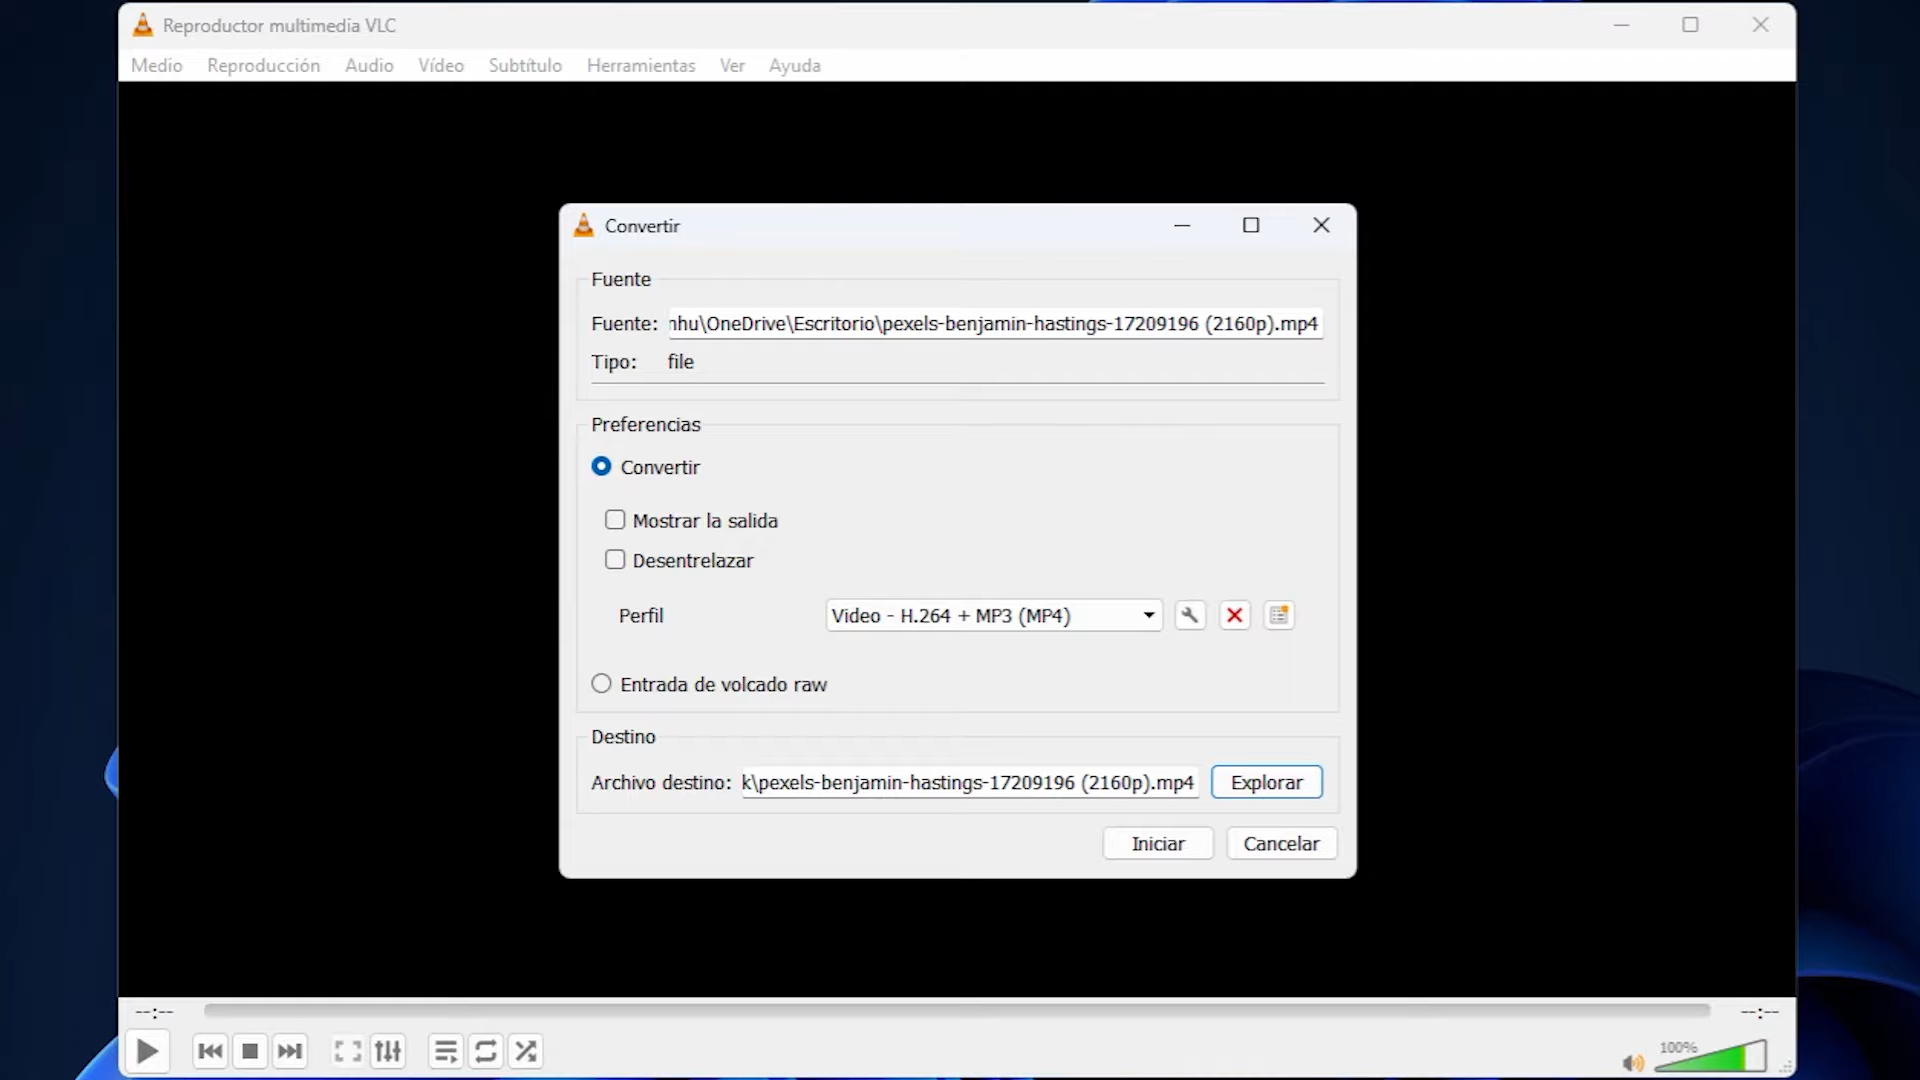 Reproductor multimedia VLC
Medio Reproducción Audio Vídeo Subtítulo Herramientas Ver Ayuda
Convertir
Fuente
Fuente: nhu\OneDrive\Escritorio\pexels-benjamin-hastings-17209196 (2160p).mp4
Tipo: file
Preferencias
Convertir
Mostrar la salida
Desentrelazar
Perfil Video - H.264 + MP3 (MP4)
Entrada de volcado raw
Destino
Archivo destino: k\pexels-benjamin-hastings-17209196 (2160p).mp4 Explorar
Iniciar Cancelar
--:-- --:--
100%